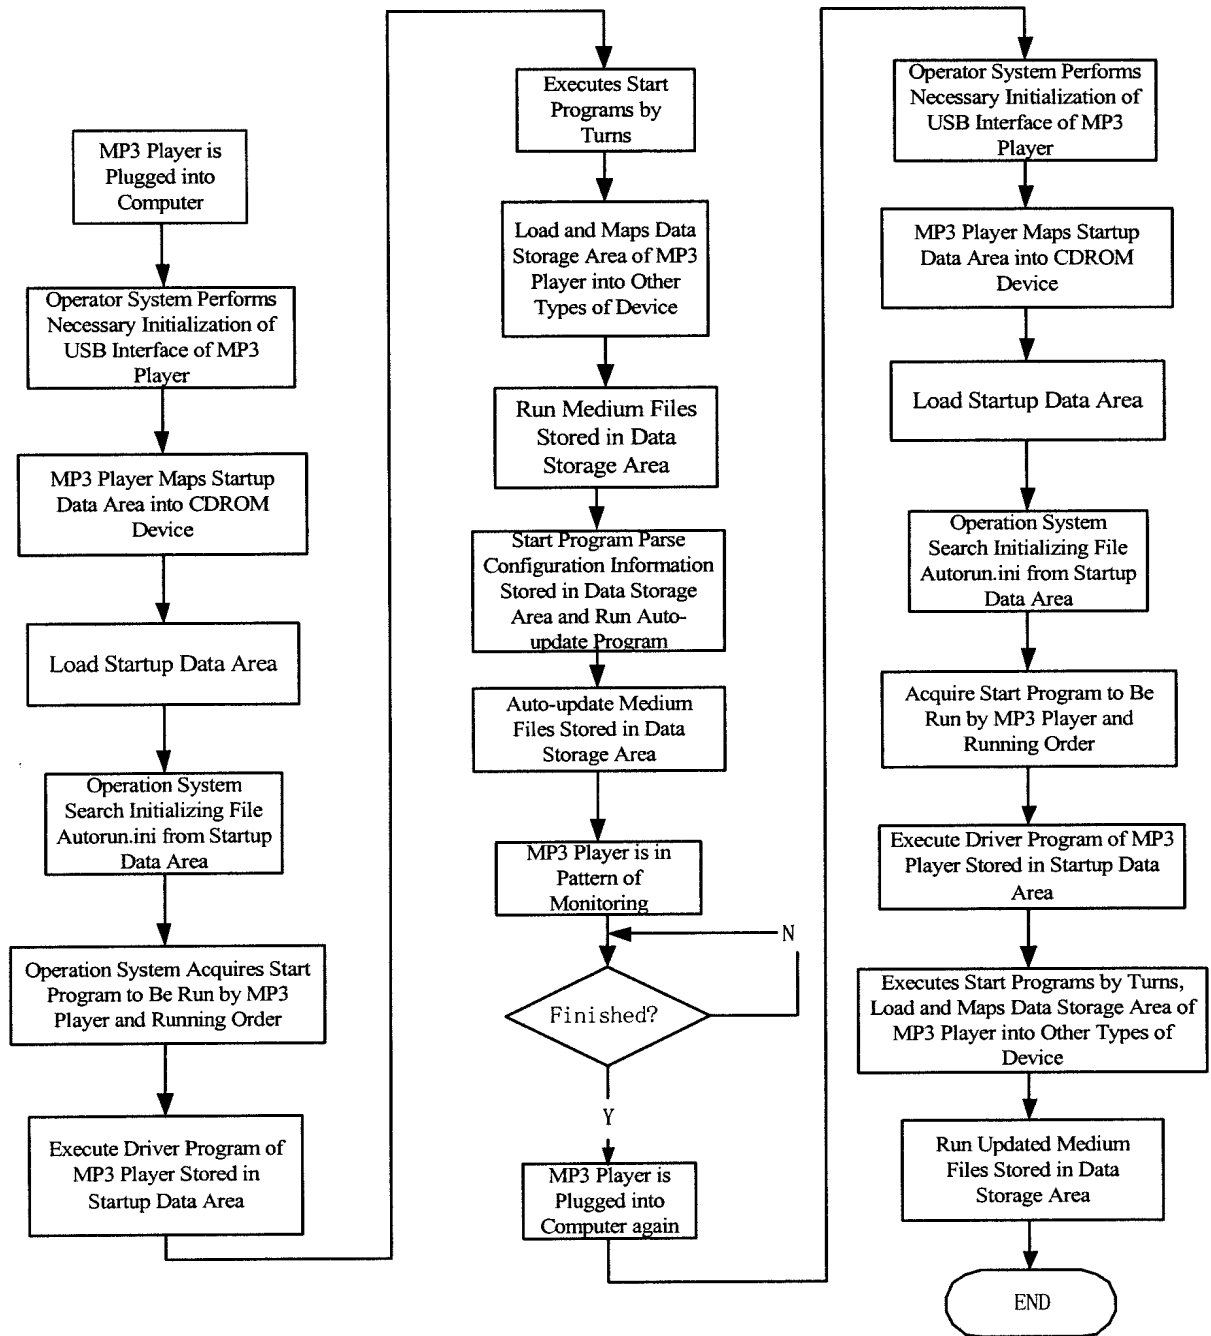 MP3 Player is
Plugged into
Computer
Operator System Performs
Necessary Initialization of
USB Interface of MP3
Player
MP3 Player Maps Startup
Data Area into CDROM
Device
Load Startup Data Area
Operation System
Search Initializing File
Autorun.ini from Startup
Data Area
Operation System Acquires Start
Program to Be Run by MP3
Player and Running Order
Execute Driver Program of
MP3 Player Stored in
Startup Data Area
Executes Start
Programs by
Turns
Load and Maps Data
Storage Area of MP3
Player into Other
Types of Device
Run Medium Files
Stored in Data
Storage Area
Start Program Parse
Configuration Information
Stored in Data Storage
Area and Run Auto-
update Program
Auto-update Medium
Files Stored in Data
Storage Area
MP3 Player is in
Pattern of
Monitoring
N
Finished?
Y
MP3 Player is
Plugged into
Computer again
Operator System Performs
Necessary Initialization of
USB Interface of MP3
Player
MP3 Player Maps Startup
Data Area into CDROM
Device
Load Startup Data Area
Operation System
Search Initializing File
Autorun.ini from Startup
Data Area
Acquire Start Program to Be
Run by MP3 Player and
Running Order
Execute Driver Program of MP3
Player Stored in Startup Data
Area
Executes Start Programs by Turns,
Load and Maps Data Storage Area of
MP3 Player into Other Types of
Device
Run Updated Medium
Files Stored in Data
Storage Area
END